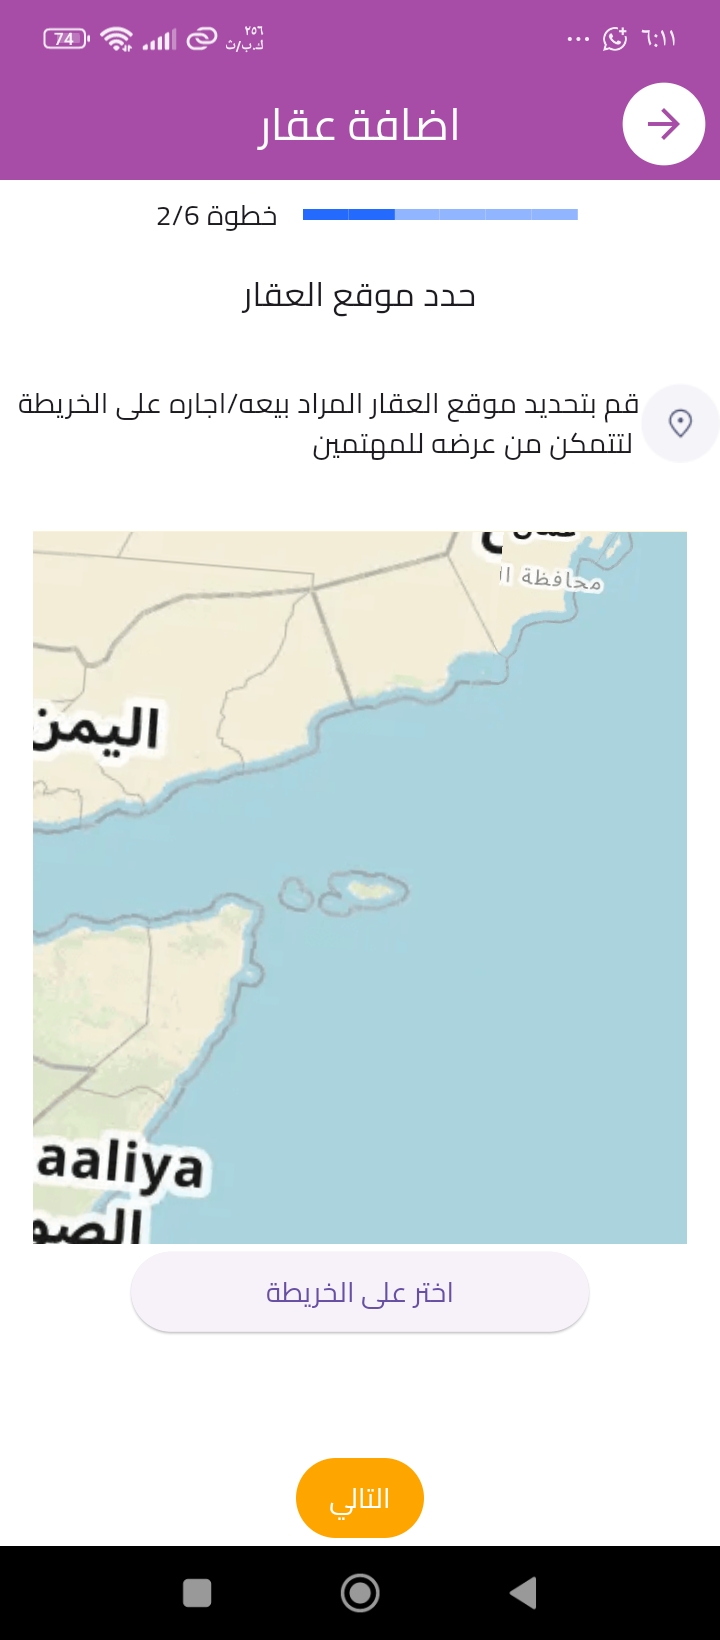 74
٢٥٦
ك.ب/ث
٦:١١
اضافة عقار
خطوة 2/6
حدد موقع العقار
قم بتحديد موقع العقار المراد بيعه/اجاره على الخريطة
لتتمكن من عرضه للمهتمين
محافظة
اليمن
aaliya
الصو
اختر على الخريطة
التالي